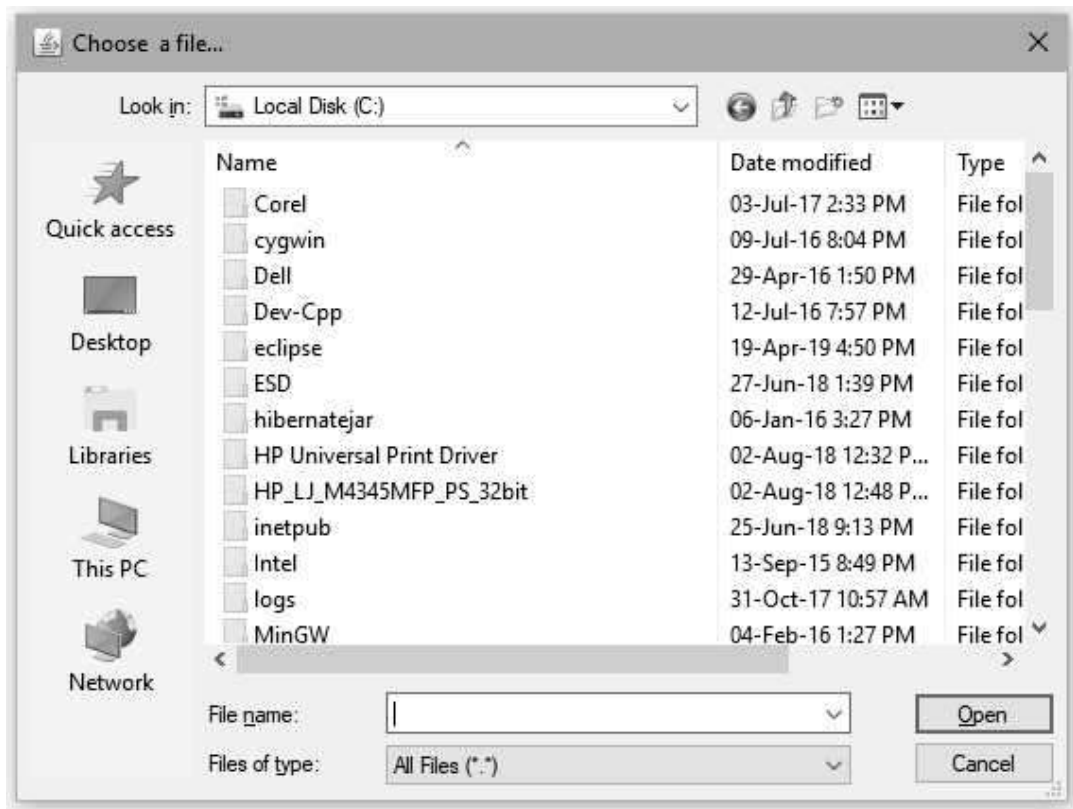 Choose a file...
Look in: Local Disk (C:)
Name Date modified Type
Quick access
Desktop
Libraries
This PC
Network
Corel 03-Jul-17 2:33 PM File fol
cygwin 09-Jul-16 8:04 PM File fol
Dell 29-Apr-16 1:50 PM File fol
Dev-Cpp 12-Jul-16 7:57 PM File fol
eclipse 19-Apr-19 4:50 PM File fol
ESD 27-Jun-18 1:39 PM File fol
hibernatejar 06-Jan-16 3:27 PM File fol
HP Universal Print Driver 02-Aug-18 12:32 P... File fol
HP_LJ_M4345MFP_PS_32bit 02-Aug-18 12:48 P... File fol
inetpub 25-Jun-18 9:13 PM File fol
Intel 13-Sep-15 8:49 PM File fol
logs 31-Oct-17 10:57 AM File fol
MinGW 04-Feb-16 1:27 PM File fol
File name: Open
Files of type: All Files (*.*) Cancel